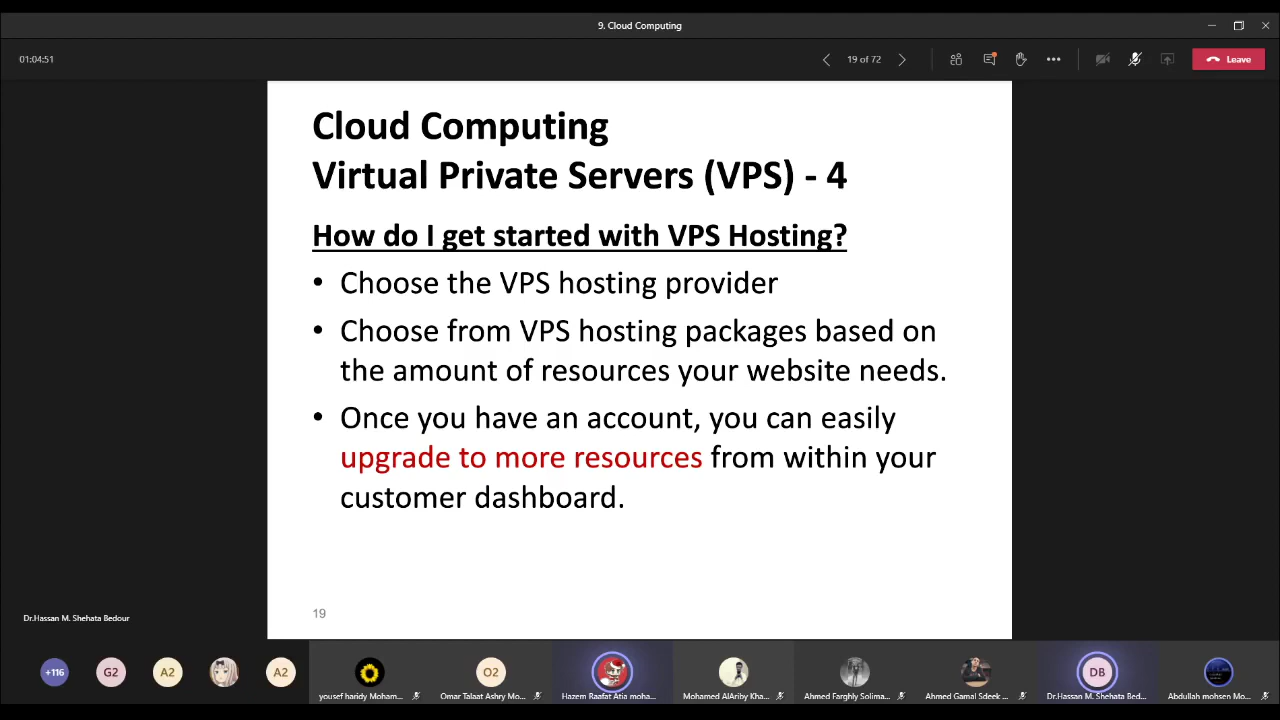 9. Cloud Computing
01:04:51
19 of 72
Leave
Cloud Computing
Virtual Private Servers (VPS) - 4
How do I get started with VPS Hosting?
• Choose the VPS hosting provider
• Choose from VPS hosting packages based on
the amount of resources your website needs.
• Once you have an account, you can easily
upgrade to more resources from within your
customer dashboard.
19
Dr.Hassan M. Shehata Bedour
+116
G2
A2
A2
O2
DB
yousef haridy Moham...
Omar Talaat Ashry Mo...
Hazem Raafat Atia moha...
Mohamed AlAriby Kha...
Ahmed Farghly Solima...
Ahmed Gamal Sdeek ...
Dr.Hassan M. Shehata Bed...
Abdullah mohsen Mo...